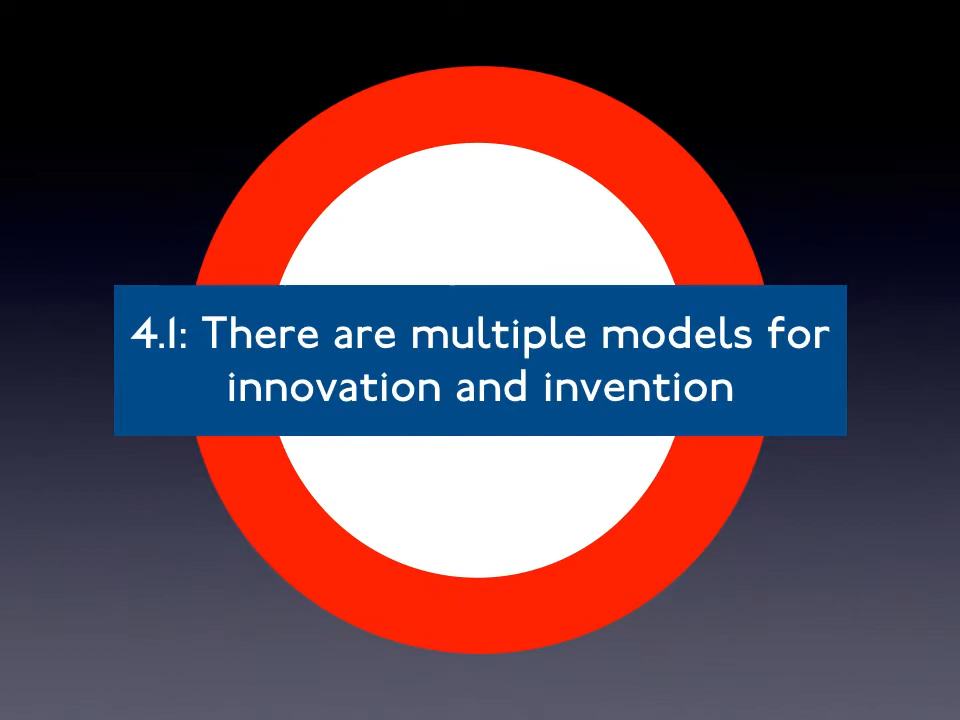 4.1: There are multiple models for
innovation and invention